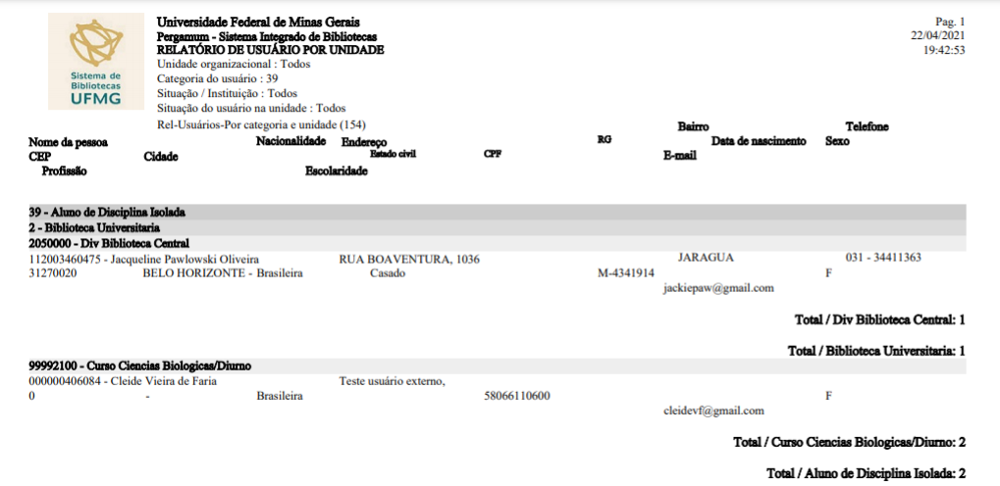 Sistema de
Bibliotecas
UFMG
Universidade Federal de Minas Gerais
Pergamum - Sistema Integrado de Bibliotecas
RELATÓRIO DE USUÁRIO POR UNIDADE
Unidade organizacional : Todos
Categoria do usuário : 39
Situação / Instituição : Todos
Situação do usuário na unidade : Todos
Rel-Usuários-Por categoria e unidade (154)
Pag. 1
22/04/2021
19:42:53
Bairro Telefone
Nome da pessoa Nacionalidade Endereço RG Data de nascimento Sexo
CEP Cidade Estado civil CPF E-mail
Profissão Escolaridade
39 - Aluno de Disciplina Isolada
2 - Biblioteca Universitaria
2050000 - Div Biblioteca Central
112003460475 - Jacqueline Pawlowski Oliveira RUA BOAVENTURA, 1036 JARAGUA 031 - 34411363
31270020 BELO HORIZONTE - Brasileira Casado M-4341914 F
jackiepaw@gmail.com
Total / Div Biblioteca Central: 1
Total / Biblioteca Universitaria: 1
99992100 - Curso Ciencias Biologicas/Diurno
000000406084 - Cleide Vieira de Faria Teste usuário externo,
0 - Brasileira 58066110600 F
cleidevf@gmail.com
Total / Curso Ciencias Biologicas/Diurno: 2
Total / Aluno de Disciplina Isolada: 2